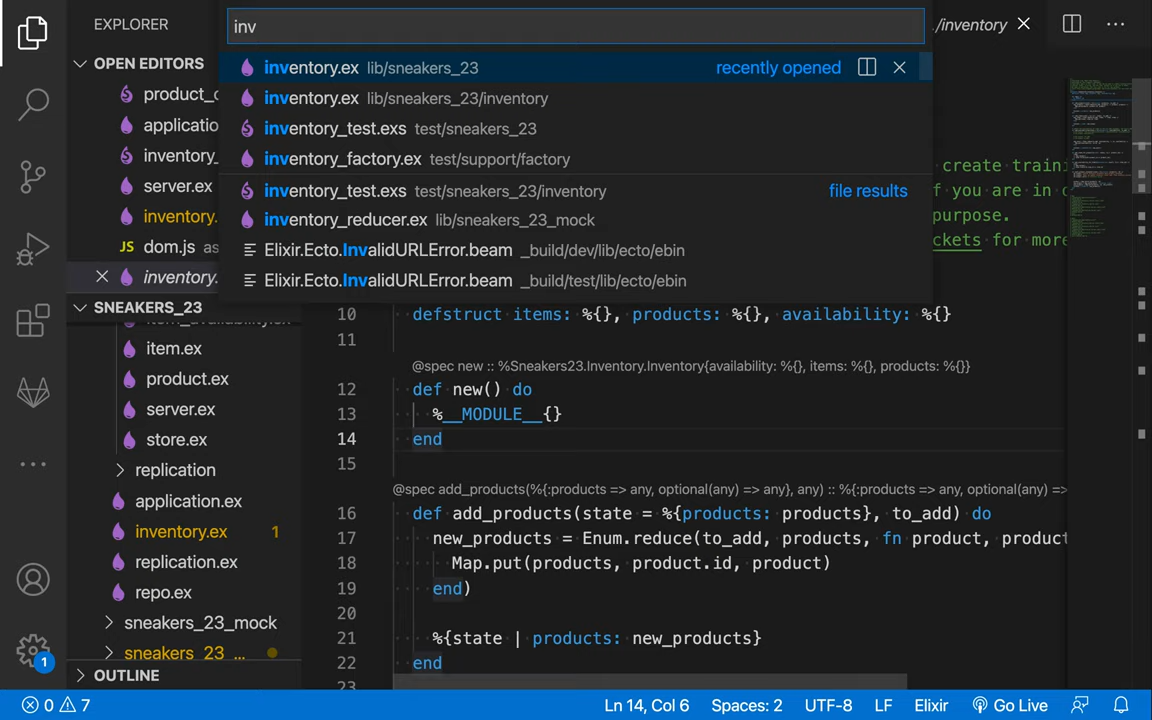 EXPLORER
inv
/inventory
OPEN EDITORS
product_c
applicatio
inventory_
server.ex
inventory.
JS dom.js as
inventory.
inventory.ex lib/sneakers_23 recently opened
inventory.ex lib/sneakers_23/inventory
inventory_test.exs test/sneakers_23
inventory_factory.ex test/support/factory
inventory_test.exs test/sneakers_23/inventory file results
inventory_reducer.ex lib/sneakers_23_mock
Elixir.Ecto.InvalidURLError.beam _build/dev/lib/ecto/ebin
Elixir.Ecto.InvalidURLError.beam _build/test/lib/ecto/ebin
create traini
f you are in
purpose.
ckets for more
SNEAKERS_23
item.ex
product.ex
server.ex
store.ex
replication
application.ex
inventory.ex 1
replication.ex
repo.ex
sneakers_23_mock
sneakers_23 ...
OUTLINE
10 defstruct items: %{}, products: %{}, availability: %{}
11
@spec new :: %Sneakers23.Inventory.Inventory{availability: %{}, items: %{}, products: %{}}
12 def new() do
13 %__MODULE__{}
14 end
15
@spec add_products(%{:products => any, optional(any) => any}, any) :: %{:products => any, optional(any) =>
16 def add_products(state = %{products: products}, to_add) do
17 new_products = Enum.reduce(to_add, products, fn product, product
18 Map.put(products, product.id, product)
19 end)
20
21 %{state | products: new_products}
22 end
23
1
0 7
Ln 14, Col 6 Spaces: 2 UTF-8 LF Elixir Go Live